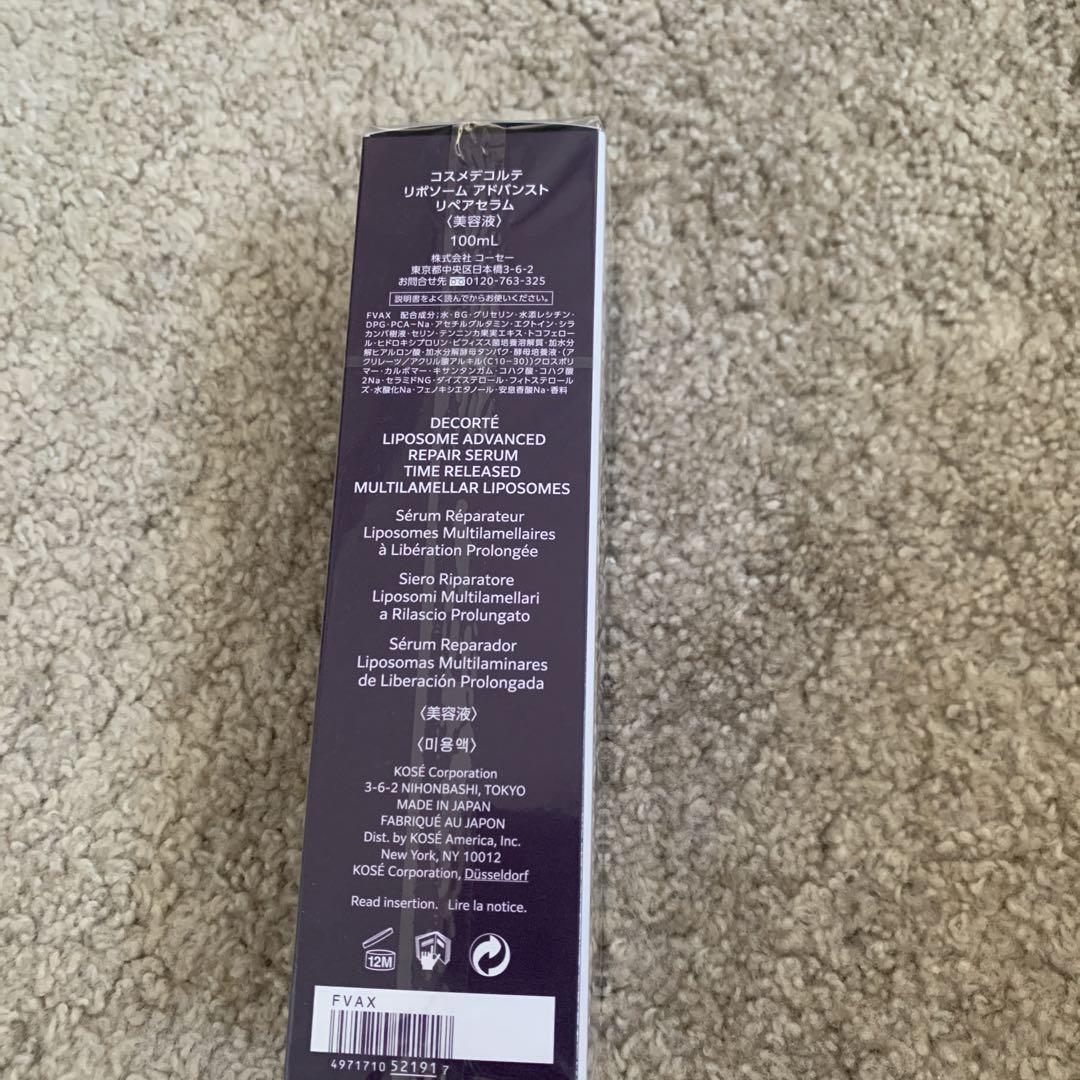 コスメデコルテ
リポソーム アドバンスト
リペアセラム
〈美容液〉
100mL
株式会社 コーセー
東京都中央区日本橋3-6-2
お問合せ先 0120-763-325
説明書をよく読んでからお使いください。
FVAX 配合成分；水・BG・グリセリン・水添レシチン・
DPG・PCA－Na・アセチルグルタミン・エクトイン・シラ
カンバ樹液・セリン・テンニンカ果実エキス・トコフェロー
ル・ヒドロキシプロリン・ビフィズス菌培養溶解質・加水分
解ヒアルロン酸・加水分解酵母タンパク・酵母培養液・（ア
クリレーツ／アクリル酸アルキル（C10－30））クロスポリ
マー・カルボマー・キサンタンガム・コハク酸・コハク酸
2Na・セラミドNG・ダイズステロール・フィトステロール
ズ・水酸化Na・フェノキシエタノール・安息香酸Na・香料
DECORTÉ
LIPOSOME ADVANCED
REPAIR SERUM
TIME RELEASED
MULTILAMELLAR LIPOSOMES
Sérum Réparateur
Liposomes Multilamellaires
à Libération Prolongée
Siero Riparatore
Liposomi Multilamellari
a Rilascio Prolungato
Sérum Reparador
Liposomas Multilaminares
de Liberación Prolongada
〈美容液〉
〈미용액〉
KOSÉ Corporation
3-6-2 NIHONBASHI, TOKYO
MADE IN JAPAN
FABRIQUÉ AU JAPON
Dist. by KOSÉ America, Inc.
New York, NY 10012
KOSÉ Corporation, Düsseldorf
Read insertion. Lire la notice.
12M
FVAX
4971710 52191 7